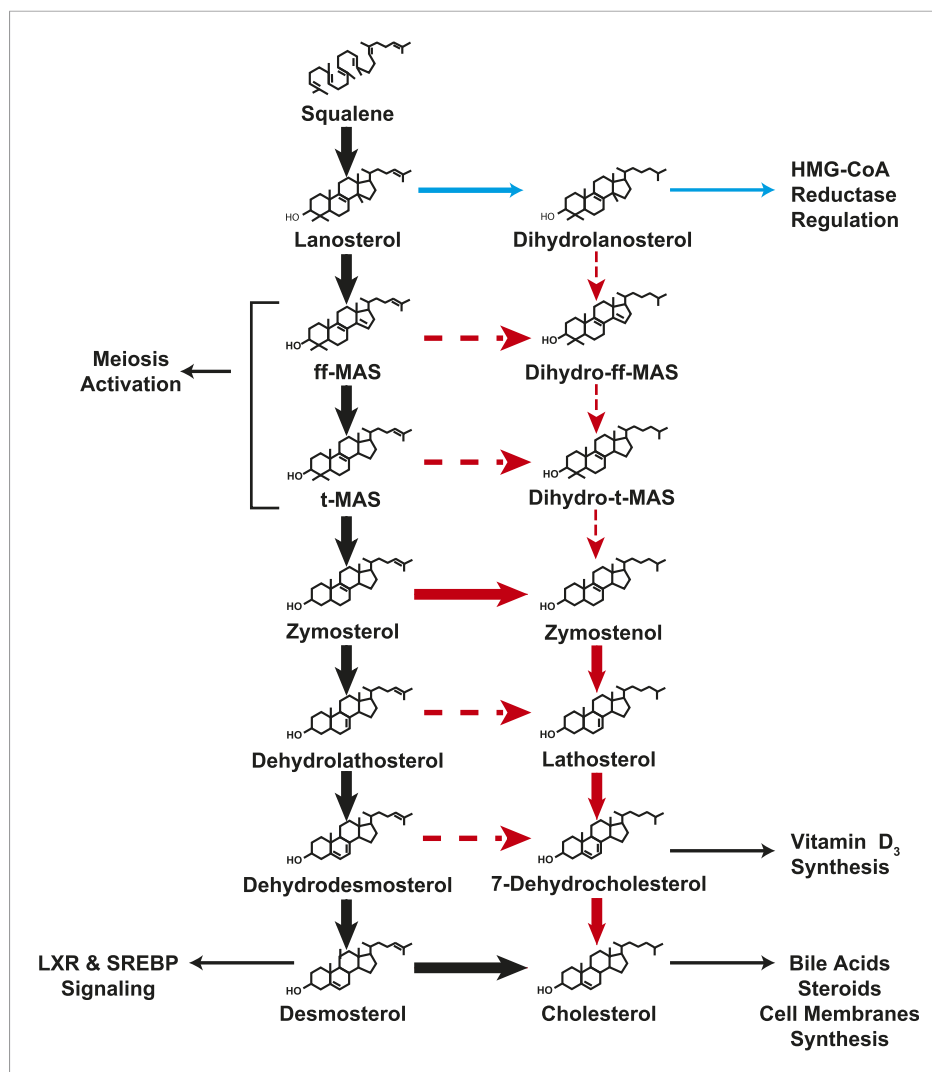 Squalene
HO
Lanosterol
HO
Dihydrolanosterol
HMG-CoA
Reductase
Regulation
HO
ff-MAS
HO
Dihydro-ff-MAS
Meiosis
Activation
HO
t-MAS
HO
Dihydro-t-MAS
HO
Zymosterol
HO
Zymostenol
HO
Dehydrolathosterol
HO
Lathosterol
HO
Dehydrodesmosterol
HO
7-Dehydrocholesterol
Vitamin D3
Synthesis
LXR & SREBP
Signaling
HO
Desmosterol
HO
Cholesterol
Bile Acids
Steroids
Cell Membranes
Synthesis